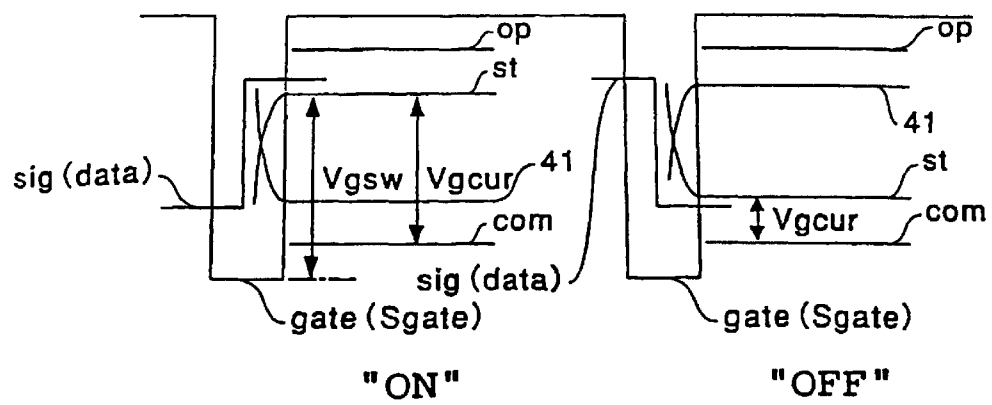 op
op
st
41
sig (data)
Vgsw
Vgcur
41
st
com
com
Vgcur
sig (data)
gate (Sgate)
gate (Sgate)
"ON"
"OFF"